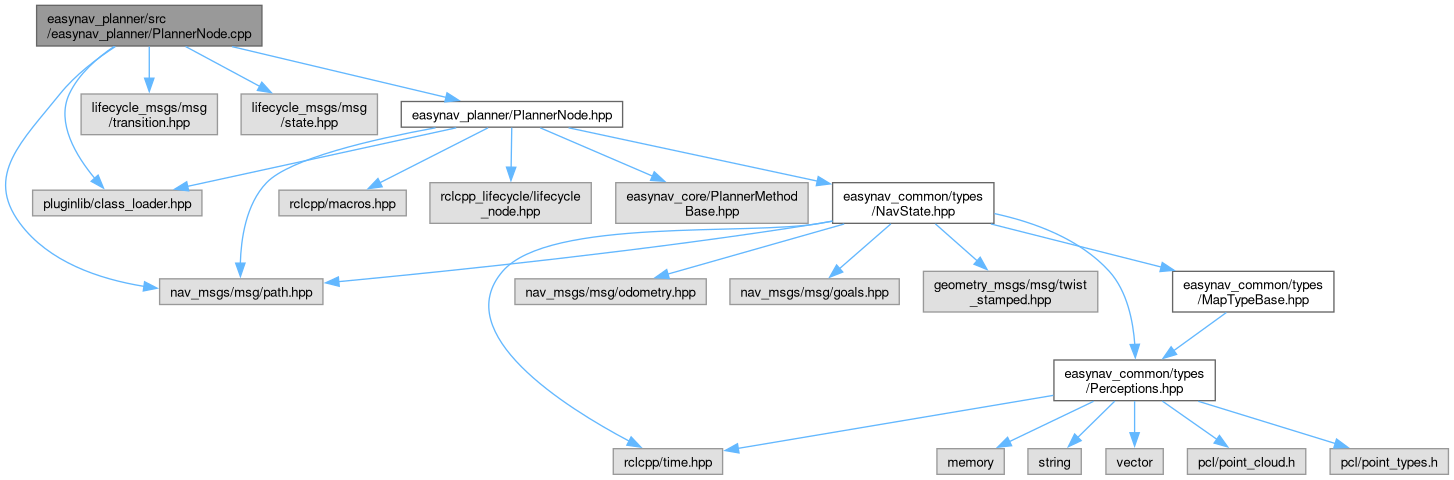 easynav_planner/src
/easynav_planner/PlannerNode.cpp
lifecycle_msgs/msg
/transition.hpp
lifecycle_msgs/msg
/state.hpp
easynav_planner/PlannerNode.hpp
pluginlib/class_loader.hpp
rclcpp/macros.hpp
rclcpp_lifecycle/lifecycle
_node.hpp
easynav_core/PlannerMethod
Base.hpp
easynav_common/types
/NavState.hpp
nav_msgs/msg/path.hpp
nav_msgs/msg/odometry.hpp
nav_msgs/msg/goals.hpp
geometry_msgs/msg/twist
_stamped.hpp
easynav_common/types
/MapTypeBase.hpp
easynav_common/types
/Perceptions.hpp
rclcpp/time.hpp
memory
string
vector
pcl/point_cloud.h
pcl/point_types.h